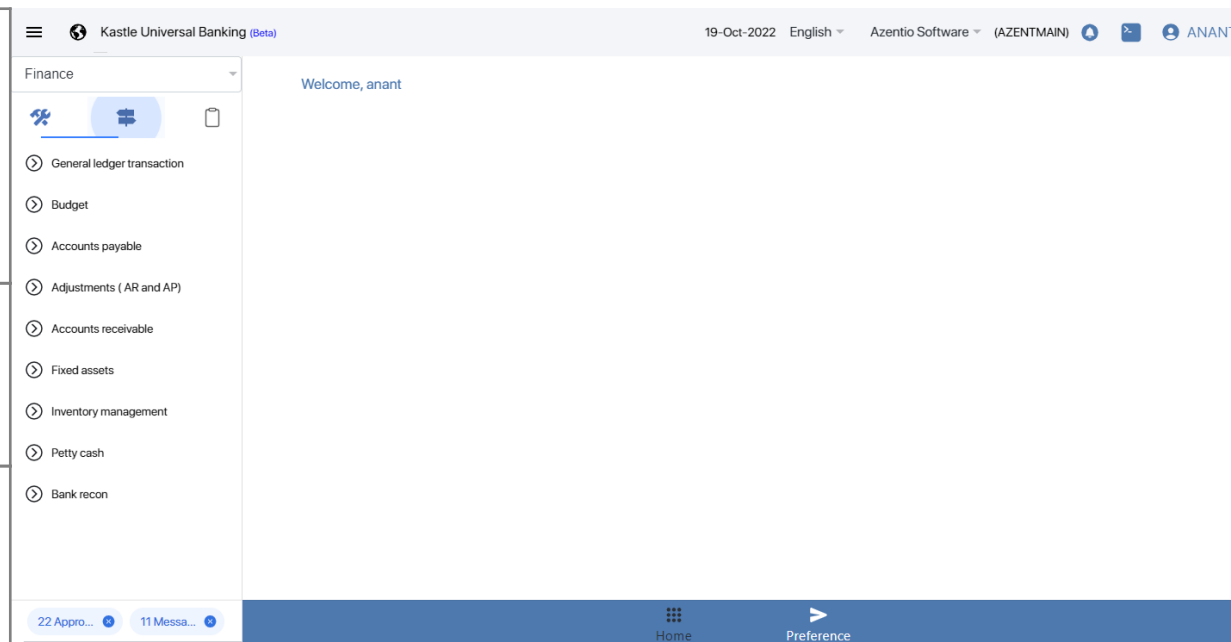 Kastle Universal Banking (Beta)
19-Oct-2022 English Azentio Software (AZENTMAIN) ANANT
Finance
Welcome, anant
General ledger transaction
Budget
Accounts payable
Adjustments ( AR and AP)
Accounts receivable
Fixed assets
Inventory management
Petty cash
Bank recon
22 Appro... 11 Messa...
Home Preference